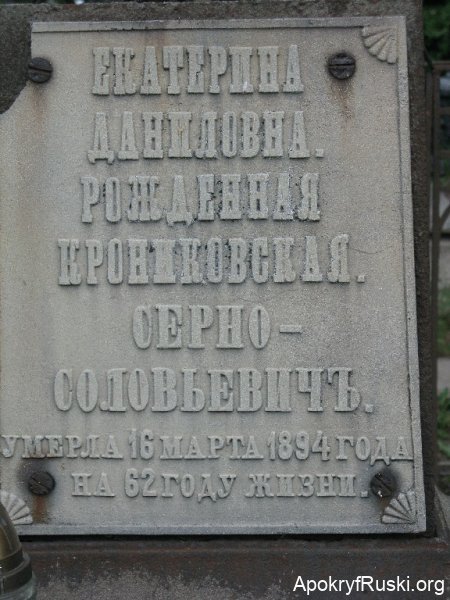 ЕКАТЕРИНА
ДАНИЛОВНА.
РОЖДЕННАЯ
КРОНИКОВСКАЯ.
СЕРНО-
СОЛОВЬЕВИЧЪ.
УМЕРЛА 16 МАРТА 1894 ГОДА
НА 62 ГОДУ ЖИЗНИ.
ApokryfRuski.org